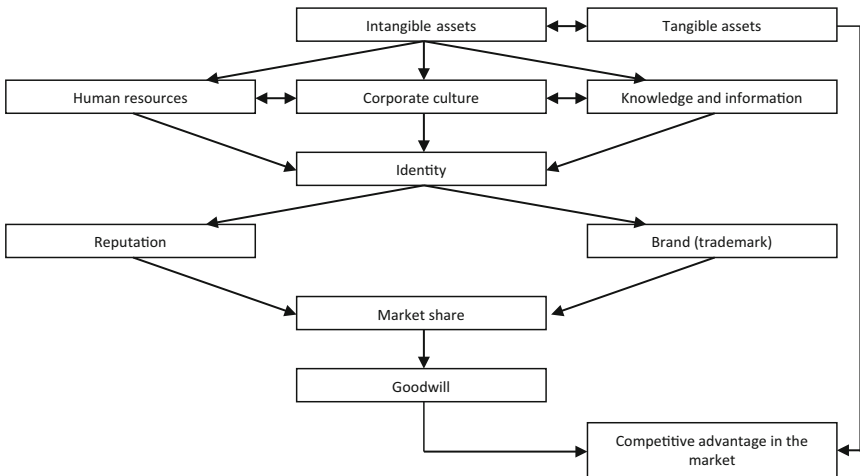 Intangible assets
Tangible assets
Human resources
Corporate culture
Knowledge and information
Identity
Reputation
Brand (trademark)
Market share
Goodwill
Competitive advantage in the
market